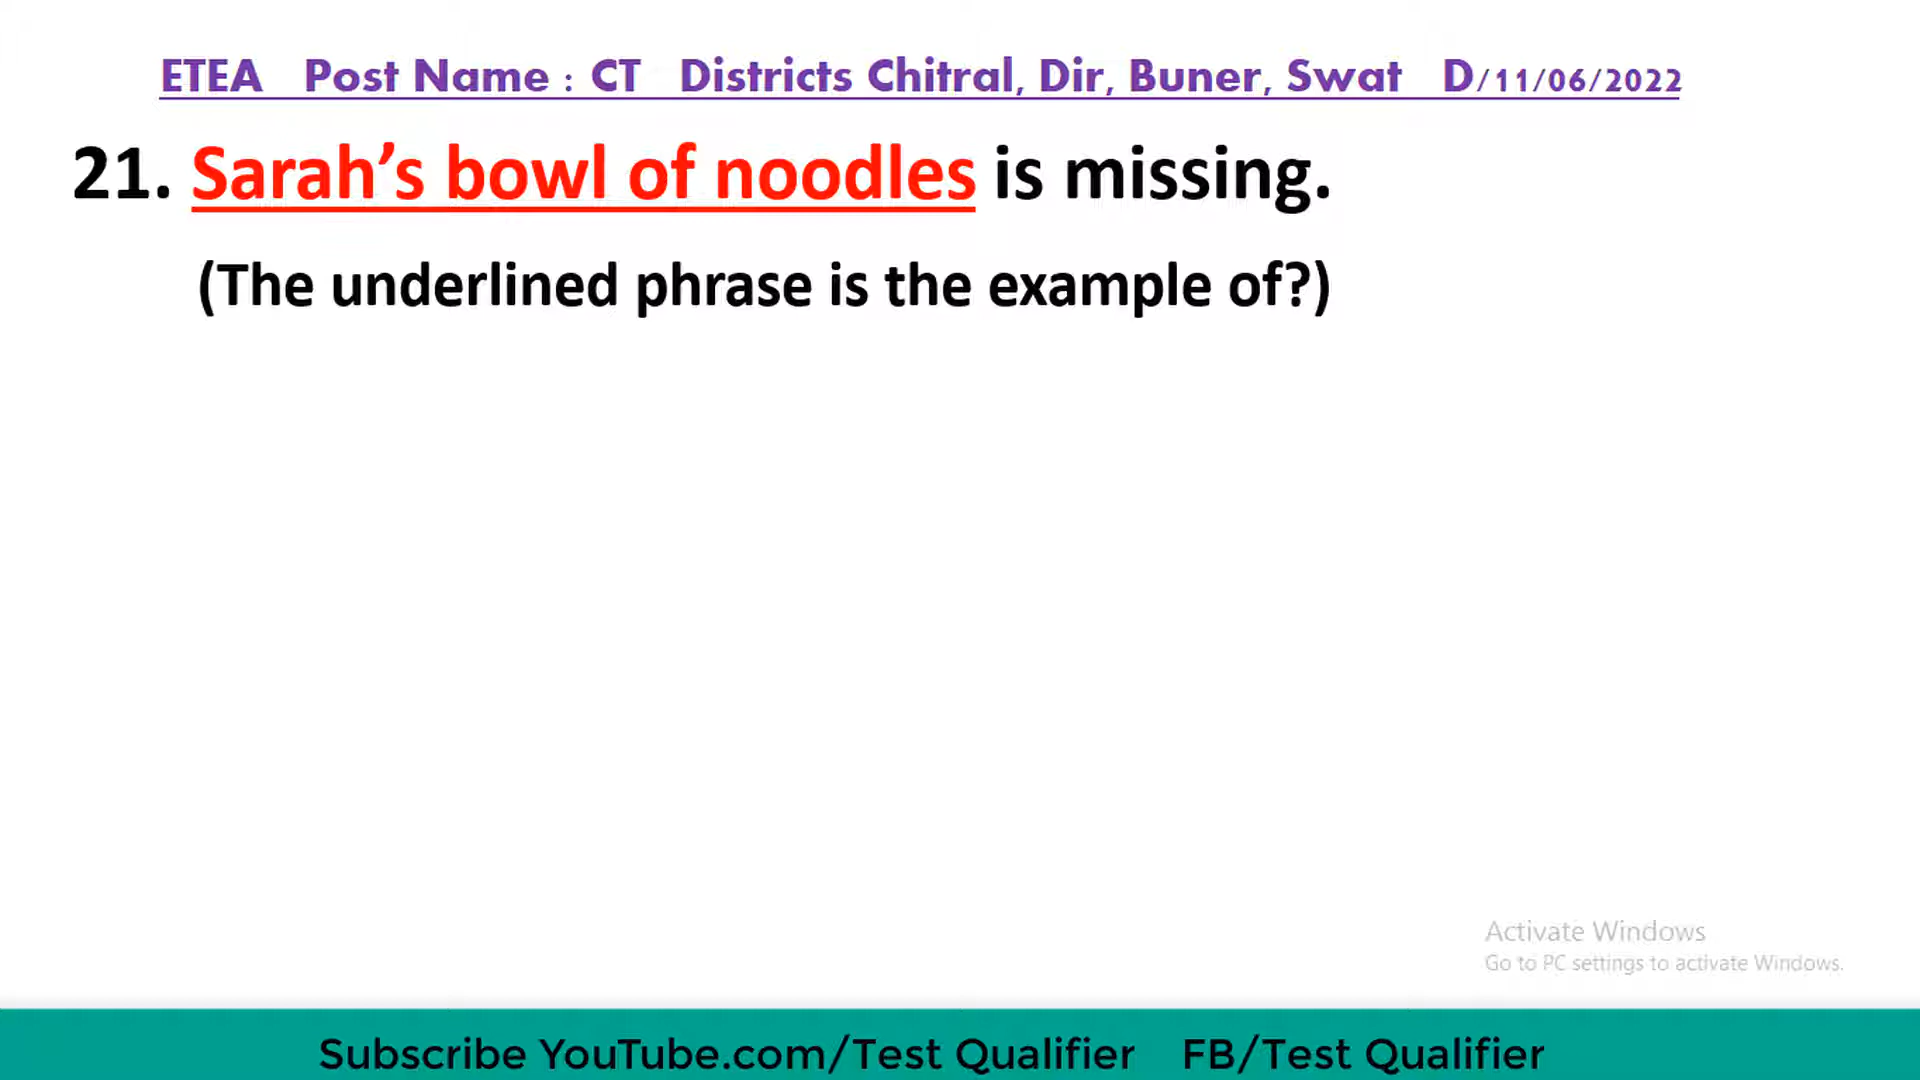 ETEA Post Name : CT Districts Chitral, Dir, Buner, Swat D/11/06/2022
21. Sarah’s bowl of noodles is missing.
(The underlined phrase is the example of?)
Activate Windows
Go to PC settings to activate Windows.
Subscribe YouTube.com/Test Qualifier FB/Test Qualifier